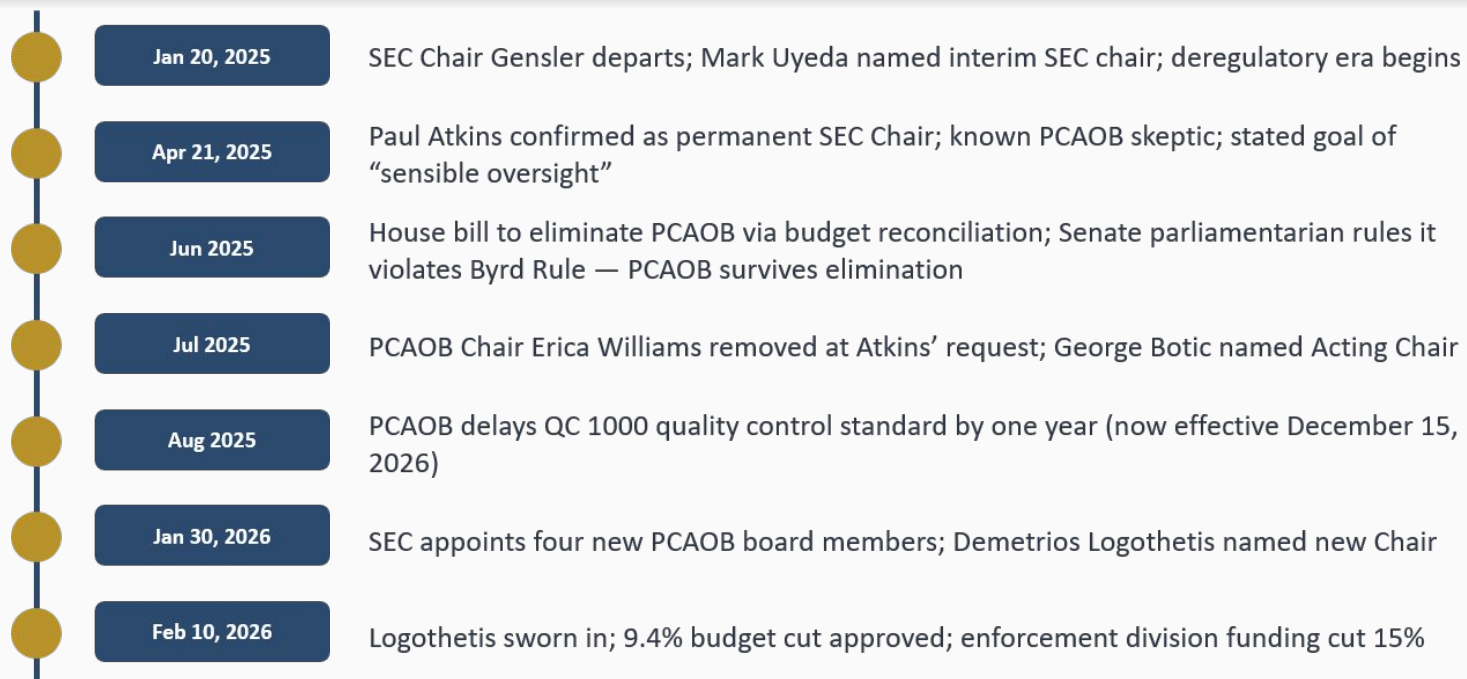 Jan 20, 2025
SEC Chair Gensler departs; Mark Uyeda named interim SEC chair; deregulatory era begins
Apr 21, 2025
Paul Atkins confirmed as permanent SEC Chair; known PCAOB skeptic; stated goal of
“sensible oversight”
Jun 2025
House bill to eliminate PCAOB via budget reconciliation; Senate parliamentarian rules it
violates Byrd Rule — PCAOB survives elimination
Jul 2025
PCAOB Chair Erica Williams removed at Atkins’ request; George Botic named Acting Chair
Aug 2025
PCAOB delays QC 1000 quality control standard by one year (now effective December 15,
2026)
Jan 30, 2026
SEC appoints four new PCAOB board members; Demetrios Logothetis named new Chair
Feb 10, 2026
Logothetis sworn in; 9.4% budget cut approved; enforcement division funding cut 15%